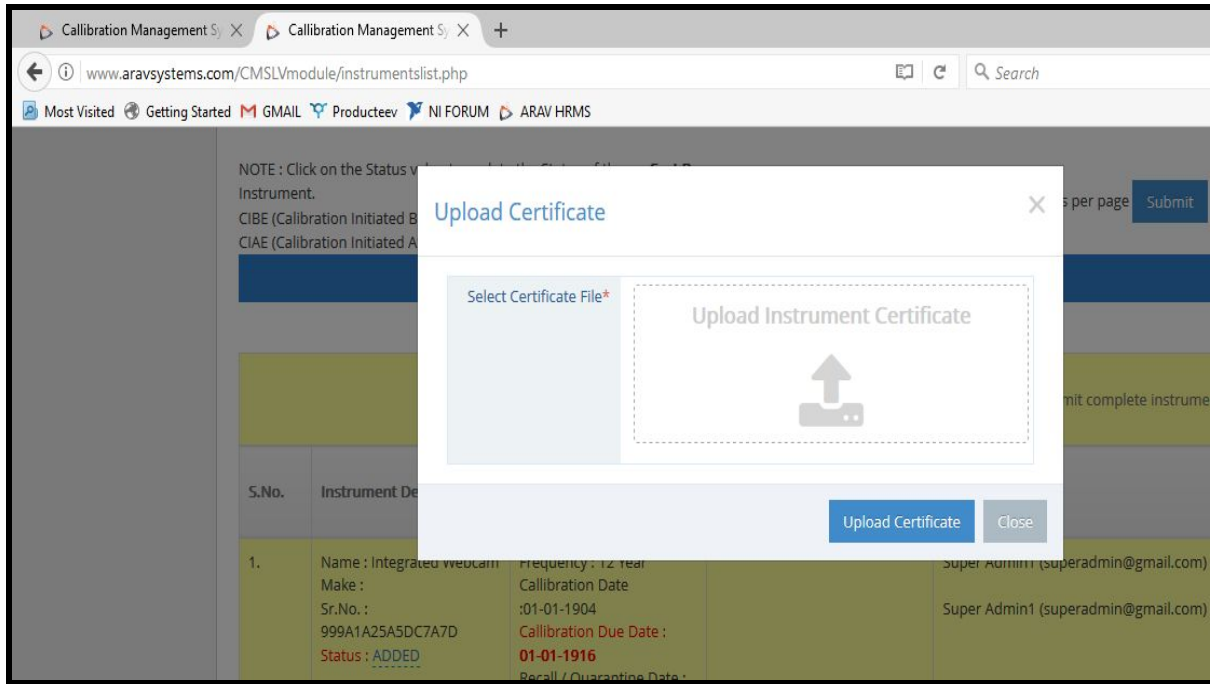 Callibration Management Sy
Callibration Management Sy
www.aravsystems.com/CMSLVmodule/instrumentslist.php
Search
Most Visited Getting Started GMAIL Producteev NI FORUM ARAV HRMS
NOTE : Click on the Status v
Instrument.
CIBE (Calibration Initiated B
CIAE (Calibration Initiated A
s per page Submit
Upload Certificate
Select Certificate File*
Upload Instrument Certificate
mit complete instrume
Upload Certificate Close
S.No. Instrument De
1.
Name : Integrated Webcam
Make :
Sr.No. :
999A1A25A5DC7A7D
Status : ADDED
Frequency : 12 Year
Callibration Date
:01-01-1904
Callibration Due Date :
01-01-1916
Recall / Quarantine Date :
Super Admin1 (superadmin@gmail.com)
Super Admin1 (superadmin@gmail.com)